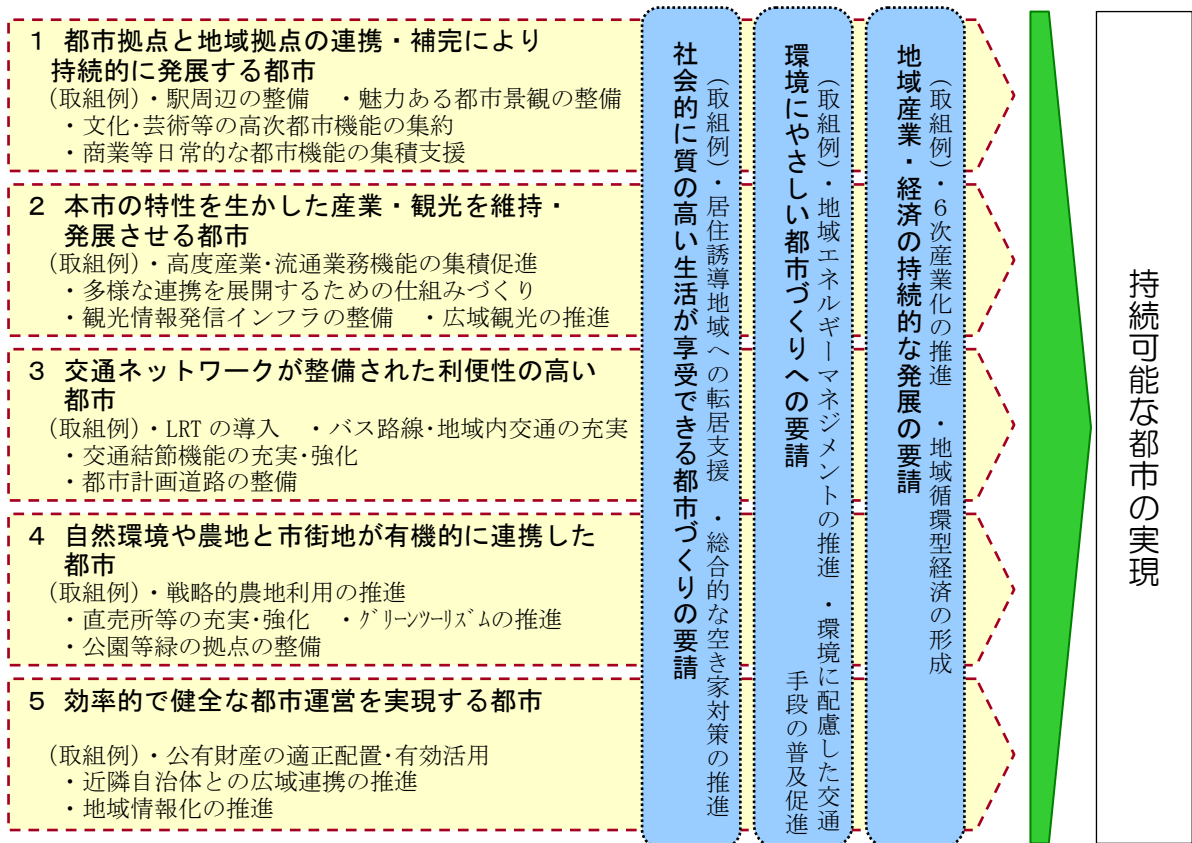 1 都市拠点と地域拠点の連携・補完により
持続的に発展する都市
(取組例)・駅周辺の整備 ・魅力ある都市景観の整備
・文化・芸術等の高次都市機能の集約
・商業等日常的な都市機能の集積支援
2 本市の特性を生かした産業・観光を維持・
発展させる都市
(取組例)・高度産業・流通業務機能の集積促進
・多様な連携を展開するための仕組みづくり
・観光情報発信インフラの整備 ・広域観光の推進
3 交通ネットワークが整備された利便性の高い
都市
(取組例)・LRT の導入 ・バス路線・地域内交通の充実
・交通結節機能の充実・強化
・都市計画道路の整備
4 自然環境や農地と市街地が有機的に連携した
都市
(取組例)・戦略的農地利用の推進
・直売所等の充実・強化 ・グリーンツーリズムの推進
・公園等緑の拠点の整備
5 効率的で健全な都市運営を実現する都市
(取組例)・公有財産の適正配置・有効活用
・近隣自治体との広域連携の推進
・地域情報化の推進
社会的に質の高い生活が享受できる都市づくりの要請
(取組例)・居住誘導地域への転居支援 ・総合的な空き家対策の推進
環境にやさしい都市づくりへの要請
(取組例)・地域エネルギーマネジメントの推進 ・環境に配慮した交通
手段の普及促進
地域産業・経済の持続的な発展の要請
(取組例)・6次産業化の推進 ・地域循環型経済の形成
持続可能な都市の実現